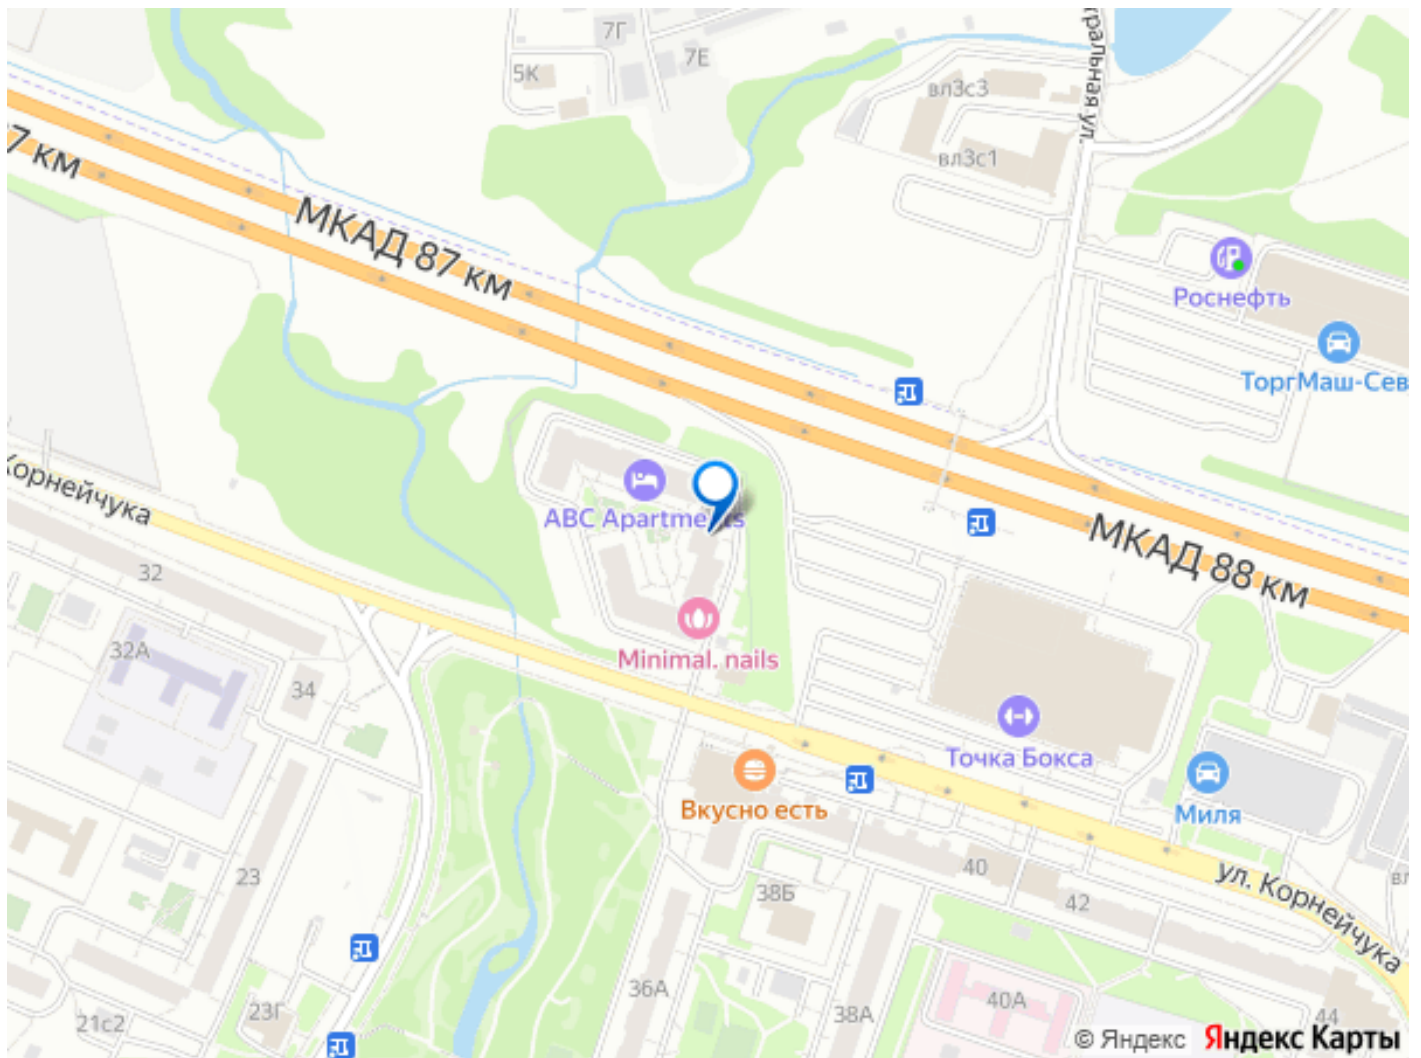 7Г
7Е
5К
вл3с3
вл3с1
ральная ул.
7 км
МКАД 87 км
Роснефть
ТоргМаш-Сев
ABC Apartments
МКАД 88 км
Корнейчука
32
32А
34
Minimal. nails
Точка Бокса
Миля
Вкусно есть
23
38Б
40
42
ул. Корнейчука
вл
36А
38А
40А
44
23Г
21с2
© Яндекс Яндекс Карты